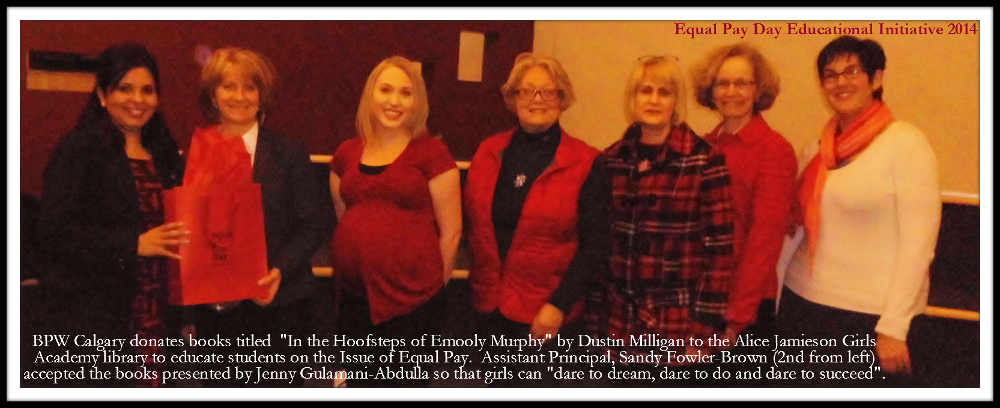 Equal Pay Day Educational Initiative 2014
equal
pay
day
BPW Calgary donates books titled "In the Hoofsteps of Emooly Murphy" by Dustin Milligan to the Alice Jamieson Girls
Academy library to educate students on the Issue of Equal Pay. Assistant Principal, Sandy Fowler-Brown (2nd from left)
accepted the books presented by Jenny Gulamani-Abdulla so that girls can "dare to dream, dare to do and dare to succeed".